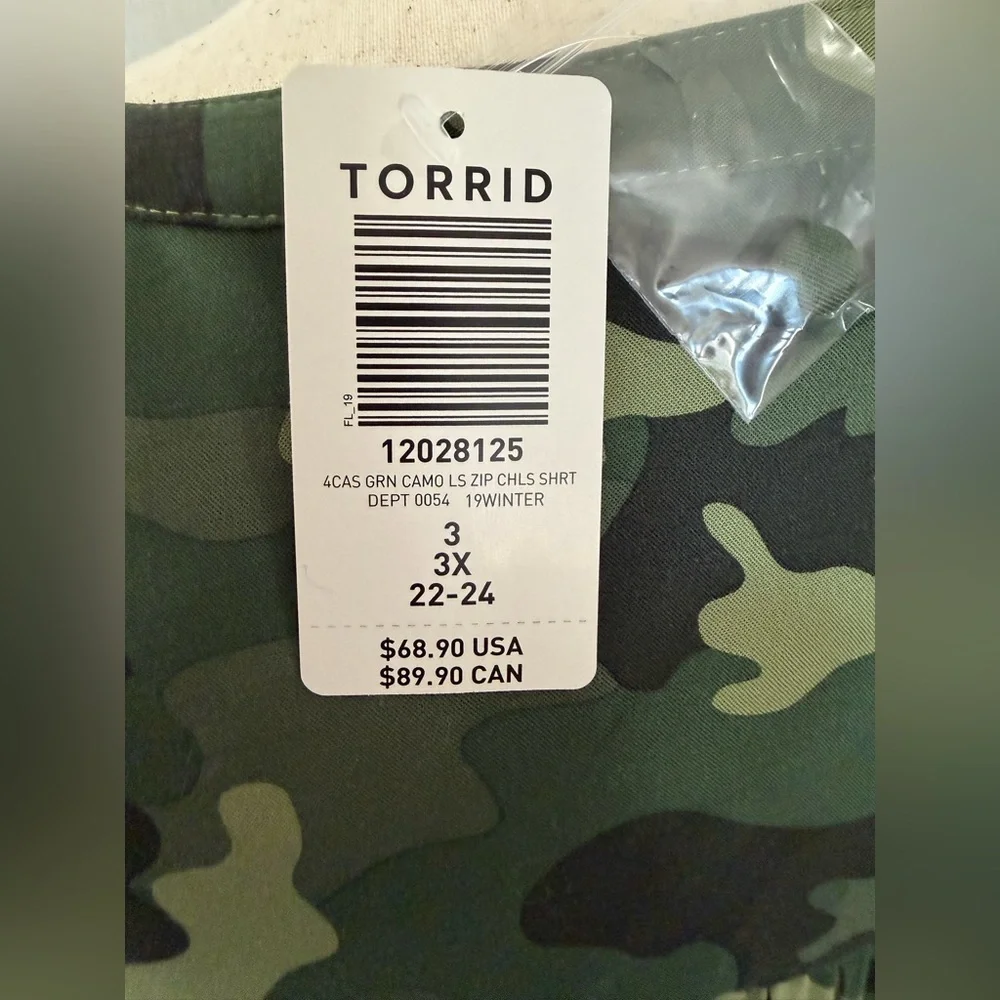 TORRID
FL_19
12028125
4CAS GRN CAMO LS ZIP CHLS SHRT
DEPT 0054 19WINTER
3
3X
22-24
$68.90 USA
$89.90 CAN